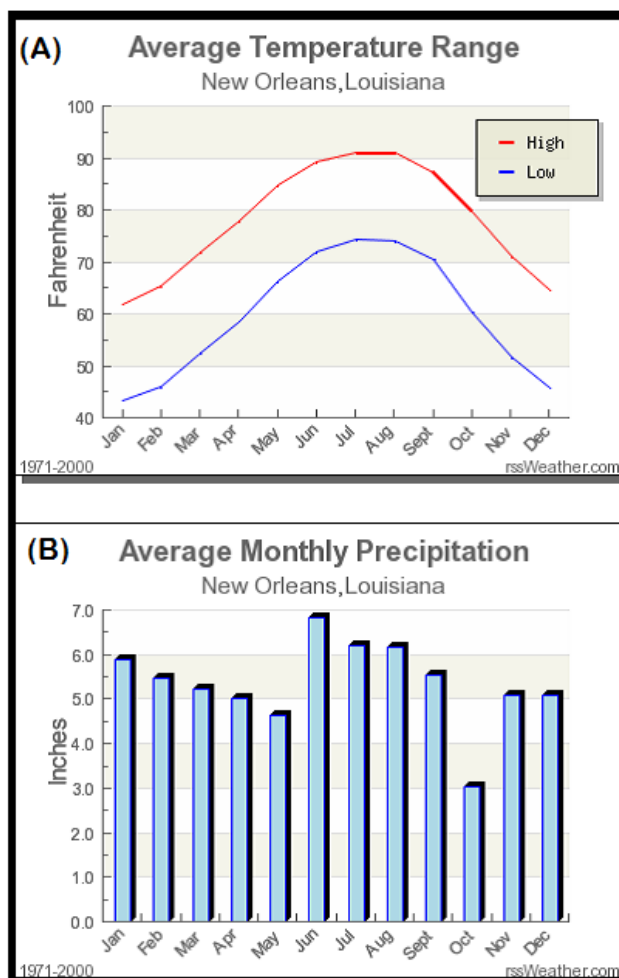 (A) Average Temperature Range
New Orleans,Louisiana
100
90
80
70
60
50
40
Fahrenheit
High
Low
Jan Feb Mar Apr May Jun Jul Aug Sept Oct Nov Dec
1971-2000 rssWeather.com
(B) Average Monthly Precipitation
New Orleans,Louisiana
7.0
6.0
5.0
4.0
3.0
2.0
1.0
0.0
Inches
Jan Feb Mar Apr May Jun Jul Aug Sept Oct Nov Dec
1971-2000 rssWeather.com